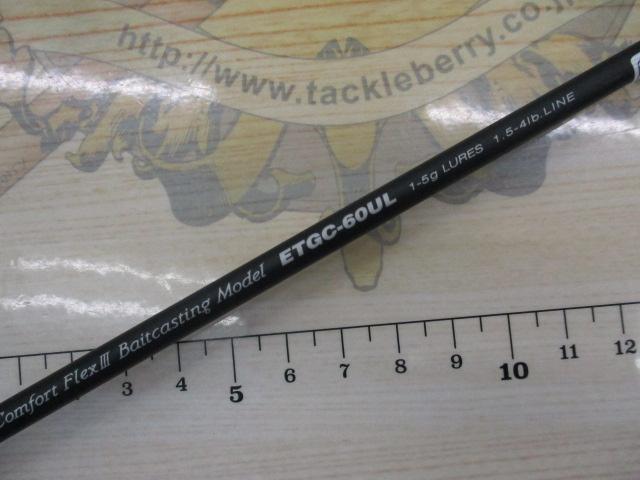 http://www.tackleberry.co.jp
Comfort Flex III Baitcasting Model ETGC-60UL 1-5g LURES 1.5-4lb.LINE
3 4 5 6 7 8 9 10 11 12